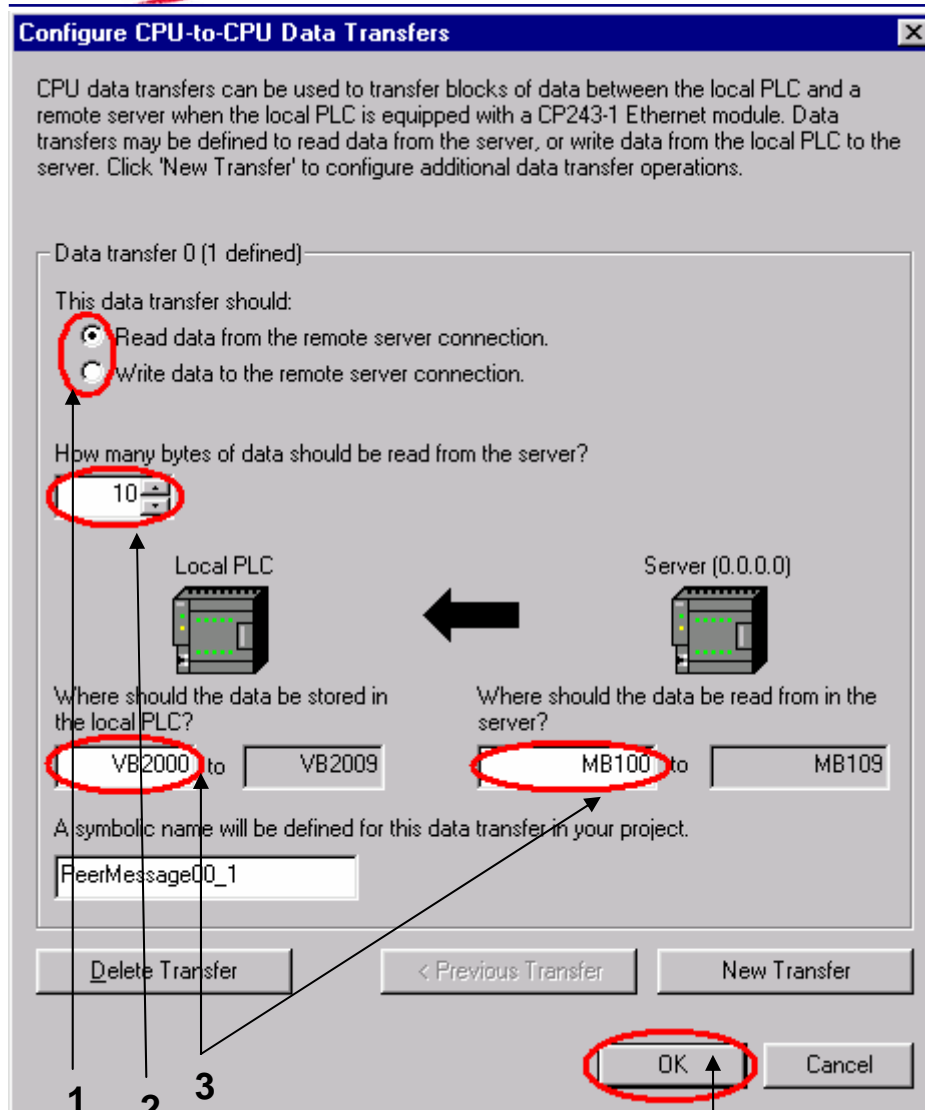 Configure CPU-to-CPU Data Transfers
CPU data transfers can be used to transfer blocks of data between the local PLC and a
remote server when the local PLC is equipped with a CP243-1 Ethernet module. Data
transfers may be defined to read data from the server, or write data from the local PLC to the
server. Click 'New Transfer' to configure additional data transfer operations.
Data transfer 0 (1 defined)
This data transfer should:
Read data from the remote server connection.
Write data to the remote server connection.
How many bytes of data should be read from the server?
10
Local PLC
Server (0.0.0.0)
Where should the data be stored in
the local PLC?
Where should the data be read from in the
server?
VB2000 to VB2009
MB100 to MB109
A symbolic name will be defined for this data transfer in your project.
PeerMessage00_1
Delete Transfer
< Previous Transfer
New Transfer
OK
Cancel
1
2
3